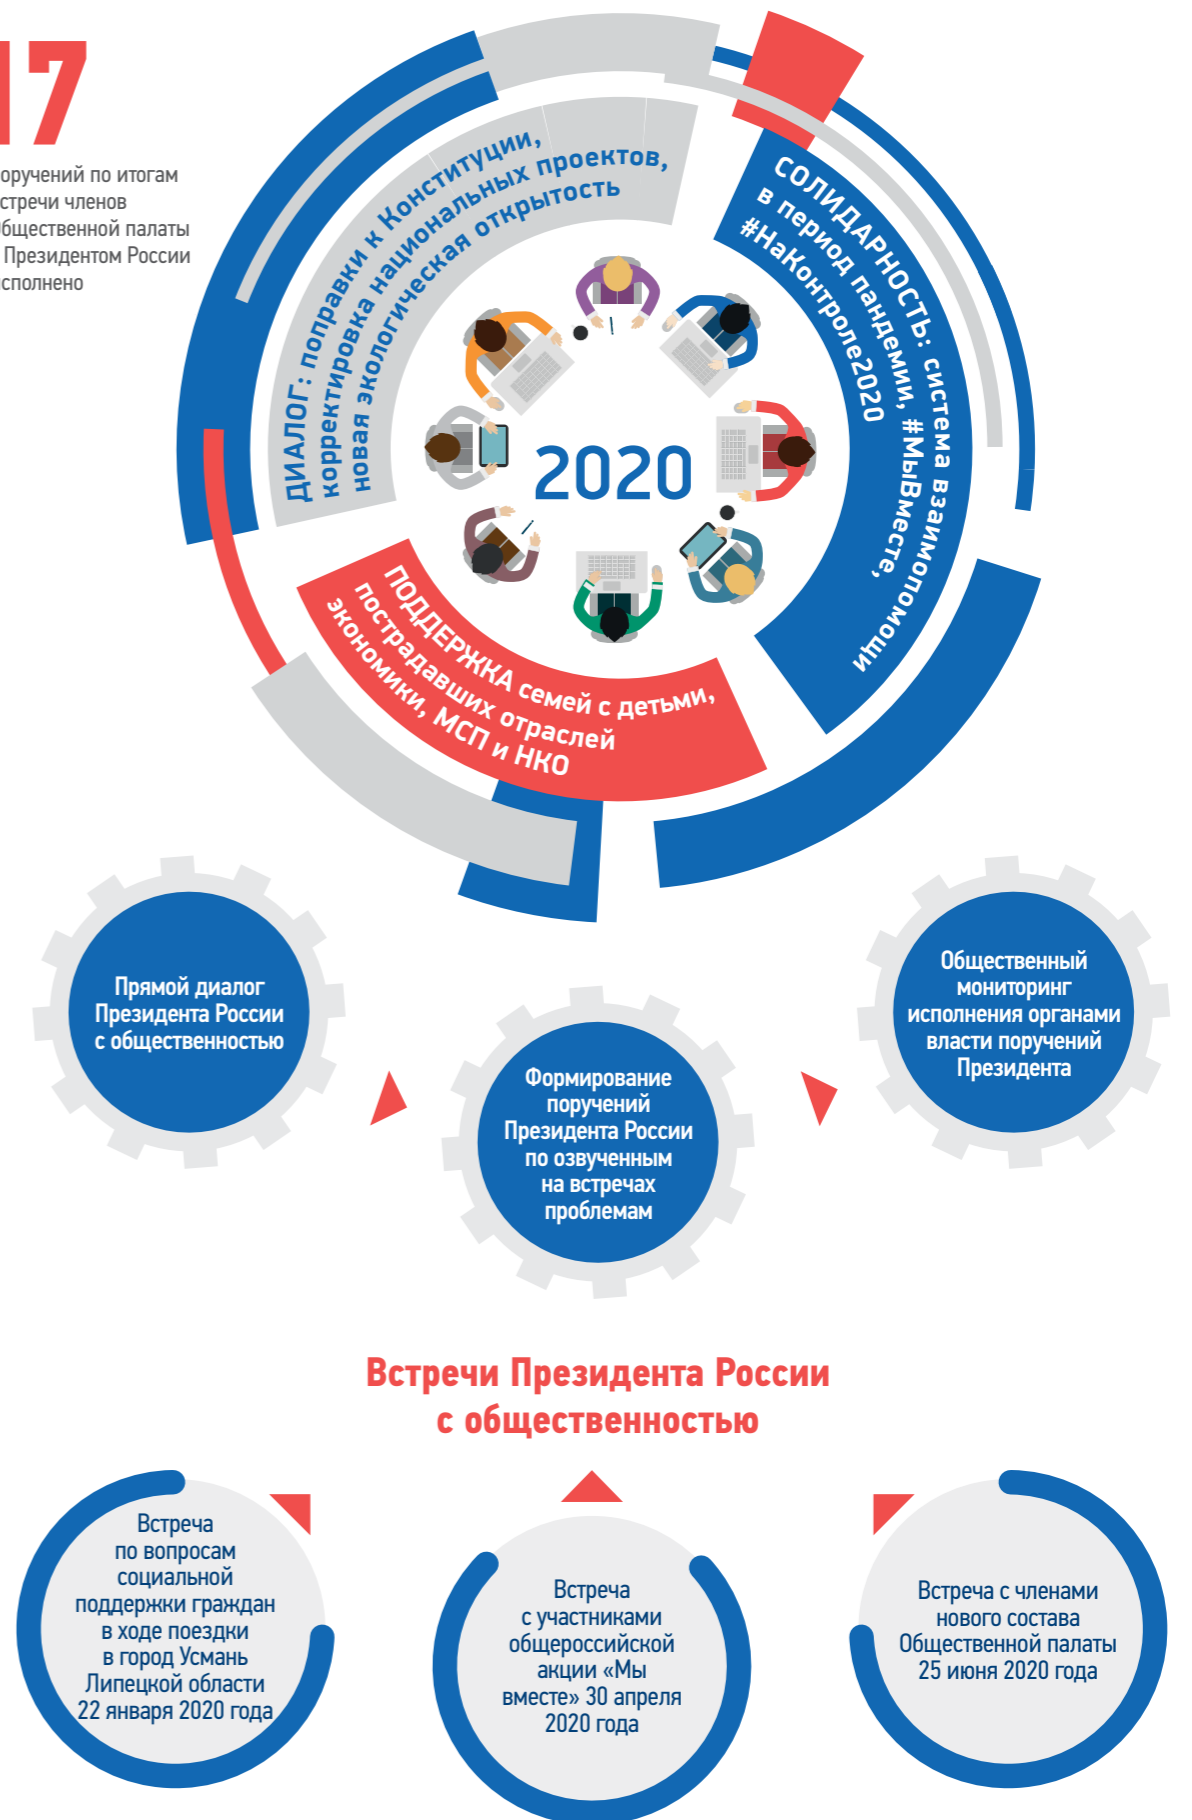 17
оручений по итогам
стречи членов
бщественной палаты
Президентом России
сполнено
ДИАЛОГ: поправки к Конституции,
корректировка национальных проектов,
новая экологическая открытость
СОЛИДАРНОСТЬ: система взаимопомощи
в период пандемии, #МыВместе,
#НаКонтроле2020
2020
ПОДДЕРЖКА семей с детьми,
пострадавших отраслей
экономики, МСП и НКО
Прямой диалог
Президента России
с общественностью
Формирование
поручений
Президента России
по озвученным
на встречах
проблемам
Общественный
мониторинг
исполнения органами
власти поручений
Президента
Встречи Президента России
с общественностью
Встреча
по вопросам
социальной
поддержки граждан
в ходе поездки
в город Усмань
Липецкой области
22 января 2020 года
Встреча
с участниками
общероссийской
акции «Мы
вместе» 30 апреля
2020 года
Встреча с членами
нового состава
Общественной палаты
25 июня 2020 года